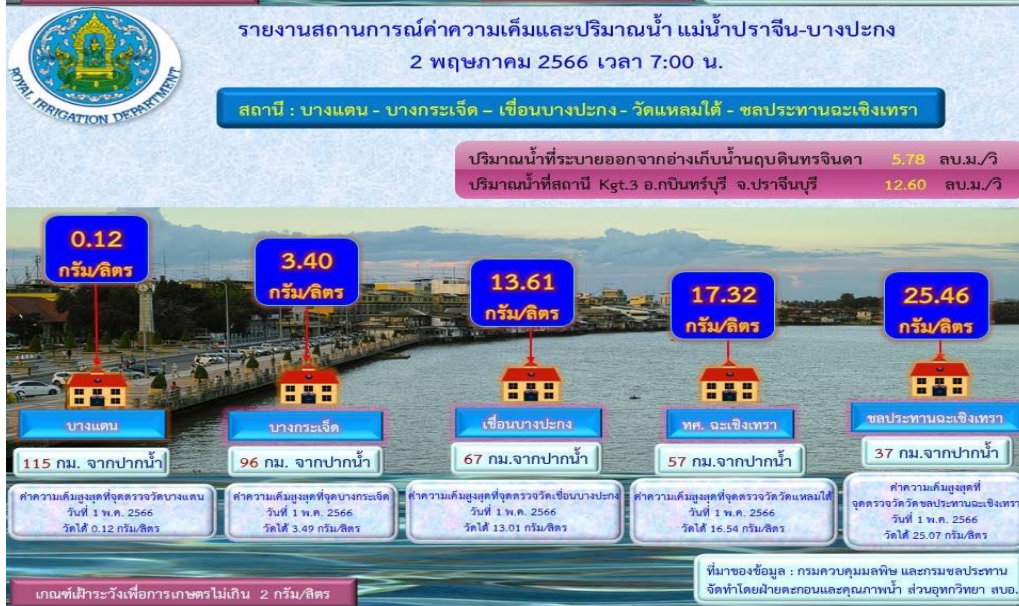 ROYAL IRRIGATION DEPARTMENT
รายงานสถานการณ์ค่าความเค็มและปริมาณน้ำ แม่น้ำปราจีน-บางปะกง
2 พฤษภาคม 2566 เวลา 7:00 น.
สถานี : บางแตน - บางกระเจ็ด – เขื่อนบางปะกง - วัดแหลมใต้ - ชลประทานฉะเชิงเทรา
ปริมาณน้ำที่ระบายออกจากอ่างเก็บน้ำนฤบดินทรจินดา 5.78 ลบ.ม./วิ
ปริมาณน้ำที่สถานี Kgt.3 อ.กบินทร์บุรี จ.ปราจีนบุรี 12.60 ลบ.ม./วิ
0.12
กรัม/ลิตร
3.40
กรัม/ลิตร
13.61
กรัม/ลิตร
17.32
กรัม/ลิตร
25.46
กรัม/ลิตร
บางแตน
บางกระเจ็ด
เขื่อนบางปะกง
ทศ. ฉะเชิงเทรา
ชลประทานฉะเชิงเทรา
115 กม. จากปากน้ำ
96 กม. จากปากน้ำ
67 กม.จากปากน้ำ
57 กม.จากปากน้ำ
37 กม. จากปากน้ำ
ค่าความเค็มสูงสุดที่จุดตรวจวัดบางแตน
วันที่ 1 พ.ค. 2566
วัดได้ 0.12 กรัม/ลิตร
ค่าความเค็มสูงสุดที่จุดบางกระเจ็ด
วันที่ 1 พ.ค. 2566
วัดได้ 3.49 กรัม/ลิตร
ค่าความเค็มสูงสุดที่จุดตรวจวัดเขื่อนบางปะกง
วันที่ 1 พ.ค. 2566
วัดได้ 13.01 กรัม/ลิตร
ค่าความเค็มสูงสุดที่จุดตรวจวัดวัดแหลมใต้
วันที่ 1 พ.ค. 2566
วัดได้ 16.54 กรัม/ลิตร
ค่าความเค็มสูงสุดที่
จุดตรวจวัดวัดชลประทานฉะเชิงเทรา
วันที่ 1 พ.ค. 2566
วัดได้ 25.07 กรัม/ลิตร
เกณฑ์เฝ้าระวังเพื่อการเกษตรไม่เกิน 2 กรัม/ลิตร
ที่มาของข้อมูล : กรมควบคุมมลพิษ และกรมชลประทาน
จัดทำโดยฝ่ายตะกอนและคุณภาพน้ำ ส่วนอุทกวิทยา สบอ.